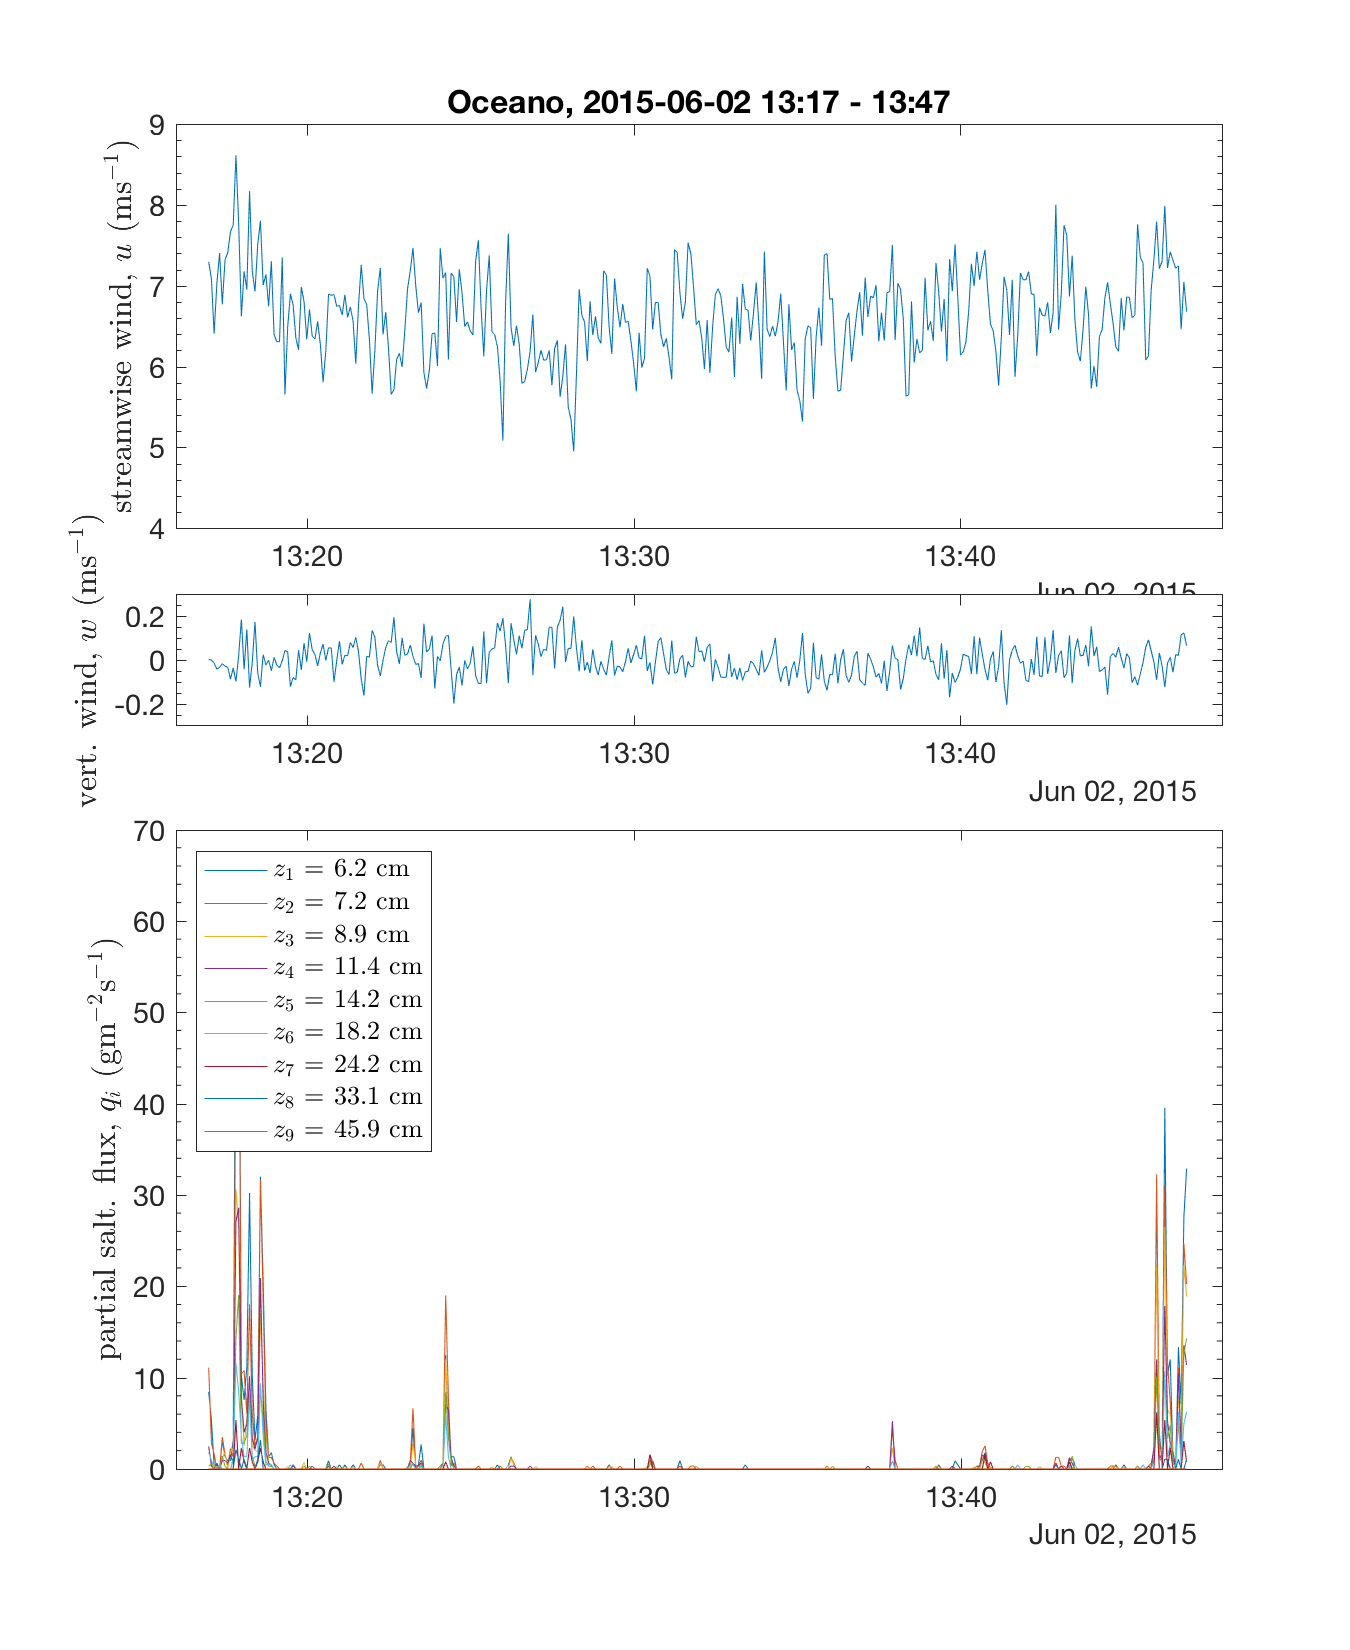 Oceano, 2015-06-02 13:17 - 13:47
9
8
7
6
5
4
streamwise wind, u (ms⁻¹)
13:20 13:30 13:40
Jun 02, 2015
0.2
0
-0.2
vert. wind, w (ms⁻¹)
13:20 13:30 13:40
Jun 02, 2015
70
60
50
40
30
20
10
0
partial salt. flux, qᵢ (gm⁻²s⁻¹)
z₁ = 6.2 cm
z₂ = 7.2 cm
z₃ = 8.9 cm
z₄ = 11.4 cm
z₅ = 14.2 cm
z₆ = 18.2 cm
z₇ = 24.2 cm
z₈ = 33.1 cm
z₉ = 45.9 cm
13:20 13:30 13:40
Jun 02, 2015